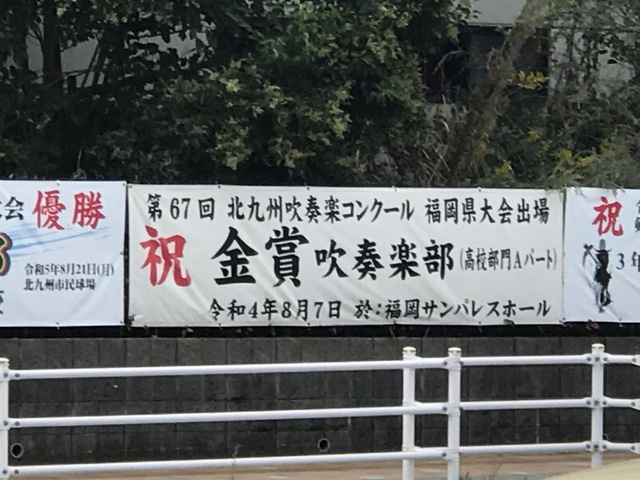 会 優勝
令和5年8月21日(月)
北九州市民球場
第67回 北九州吹奏楽コンクール 福岡県大会出場
祝 金賞 吹奏楽部 (高校部門Aパート)
令和4年8月7日 於:福岡サンパレスホール
祝
3年